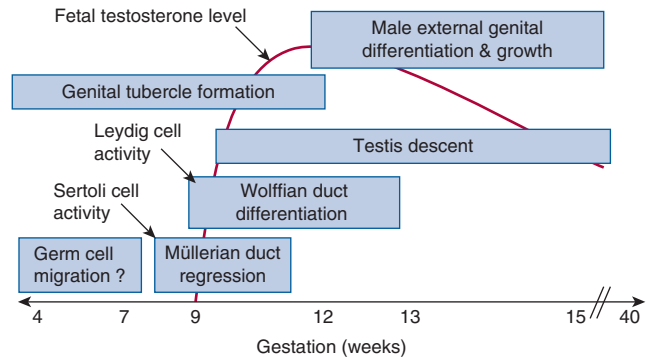 Fetal testosterone level
Male external genital
differentiation & growth
Genital tubercle formation
Leydig cell
activity
Testis descent
Sertoli cell
activity
Wolffian duct
differentiation
Germ cell
migration ?
Müllerian duct
regression
4 7 9 12 13 15 40
Gestation (weeks)